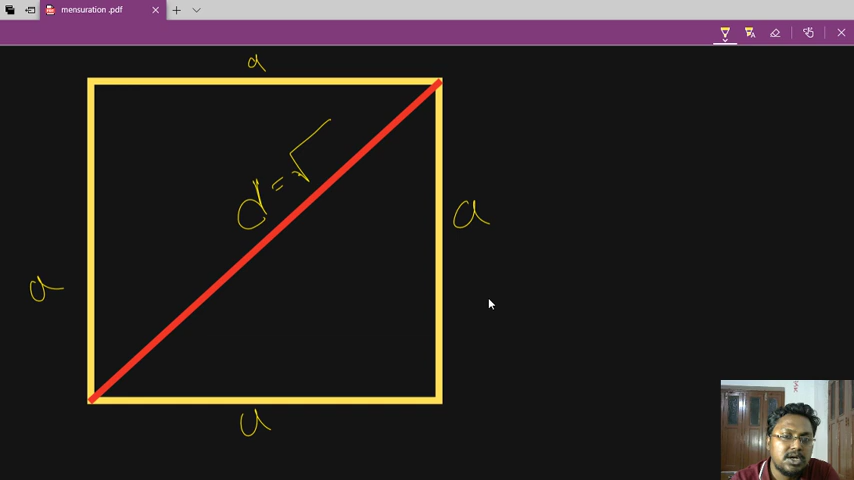 mensuration .pdf
a
d = √
a
a
a